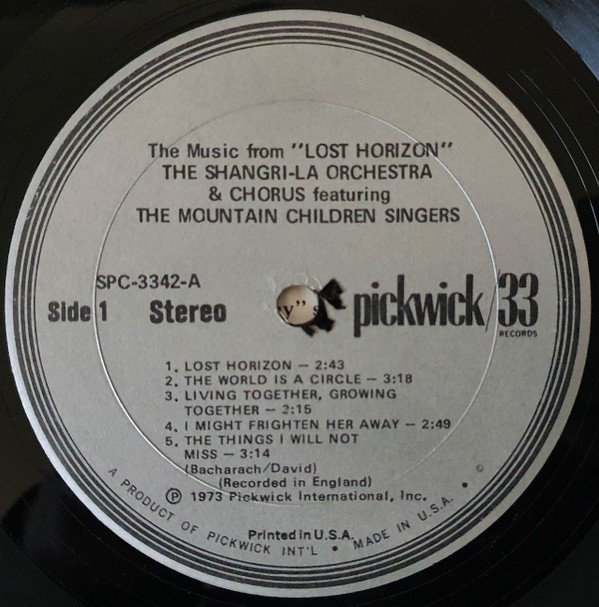 The Music from "LOST HORIZON"
THE SHANGRI-LA ORCHESTRA
& CHORUS featuring
THE MOUNTAIN CHILDREN SINGERS
SPC-3342-A
Side 1 Stereo
y" s
pickwick/33
RECORDS
1. LOST HORIZON — 2:43
2. THE WORLD IS A CIRCLE — 3:18
3. LIVING TOGETHER, GROWING
TOGETHER — 2:15
4. I MIGHT FRIGHTEN HER AWAY — 2:49
5. THE THINGS I WILL NOT
MISS — 3:14
(Bacharach/David)
(Recorded in England)
℗ 1973 Pickwick International, Inc.
Printed in U.S.A.
A PRODUCT OF PICKWICK INT'L • MADE IN U.S.A. • ©